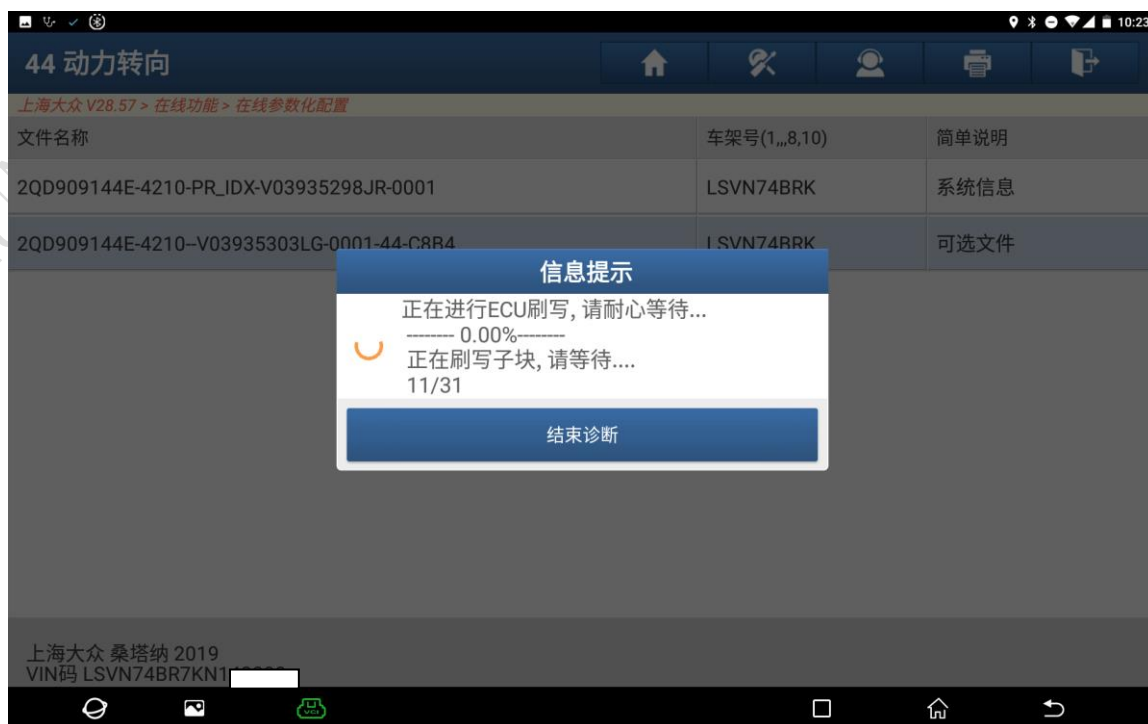 10:23
44 动力转向
上海大众 V28.57 > 在线功能 > 在线参数化配置
文件名称 车架号(1,,,8,10) 简单说明
2QD909144E-4210-PR_IDX-V03935298JR-0001 LSVN74BRK 系统信息
2QD909144E-4210--V03935303LG-0001-44-C8B4 LSVN74BRK 可选文件
信息提示
正在进行ECU刷写, 请耐心等待...
-------- 0.00%--------
正在刷写子块, 请等待....
11/31
结束诊断
上海大众 桑塔纳 2019
VIN码 LSVN74BR7KN1
VCI